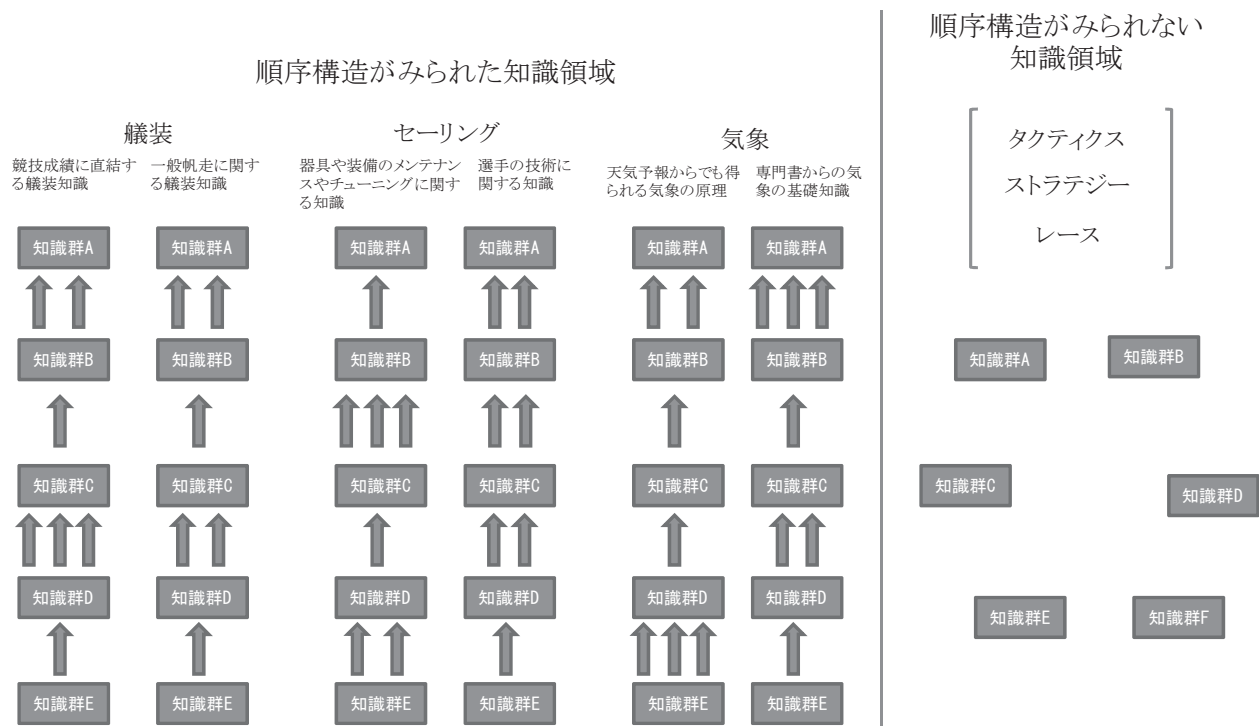 順序構造がみられた知識領域
艤装
セーリング
気象
競技成績に直結す
る艤装知識
一般帆走に関す
る艤装知識
器具や装備のメンテナン
スやチューニングに関す
る知識
選手の技術に
関する知識
天気予報からでも得
られる気象の原理
専門書からの気
象の基礎知識
知識群A
知識群A
知識群A
知識群A
知識群A
知識群A
知識群B
知識群B
知識群B
知識群B
知識群B
知識群B
知識群C
知識群C
知識群C
知識群C
知識群C
知識群C
知識群D
知識群D
知識群D
知識群D
知識群D
知識群D
知識群E
知識群E
知識群E
知識群E
知識群E
知識群E
順序構造がみられない
知識領域
タクティクス
ストラテジー
レース
知識群A
知識群B
知識群C
知識群D
知識群E
知識群F